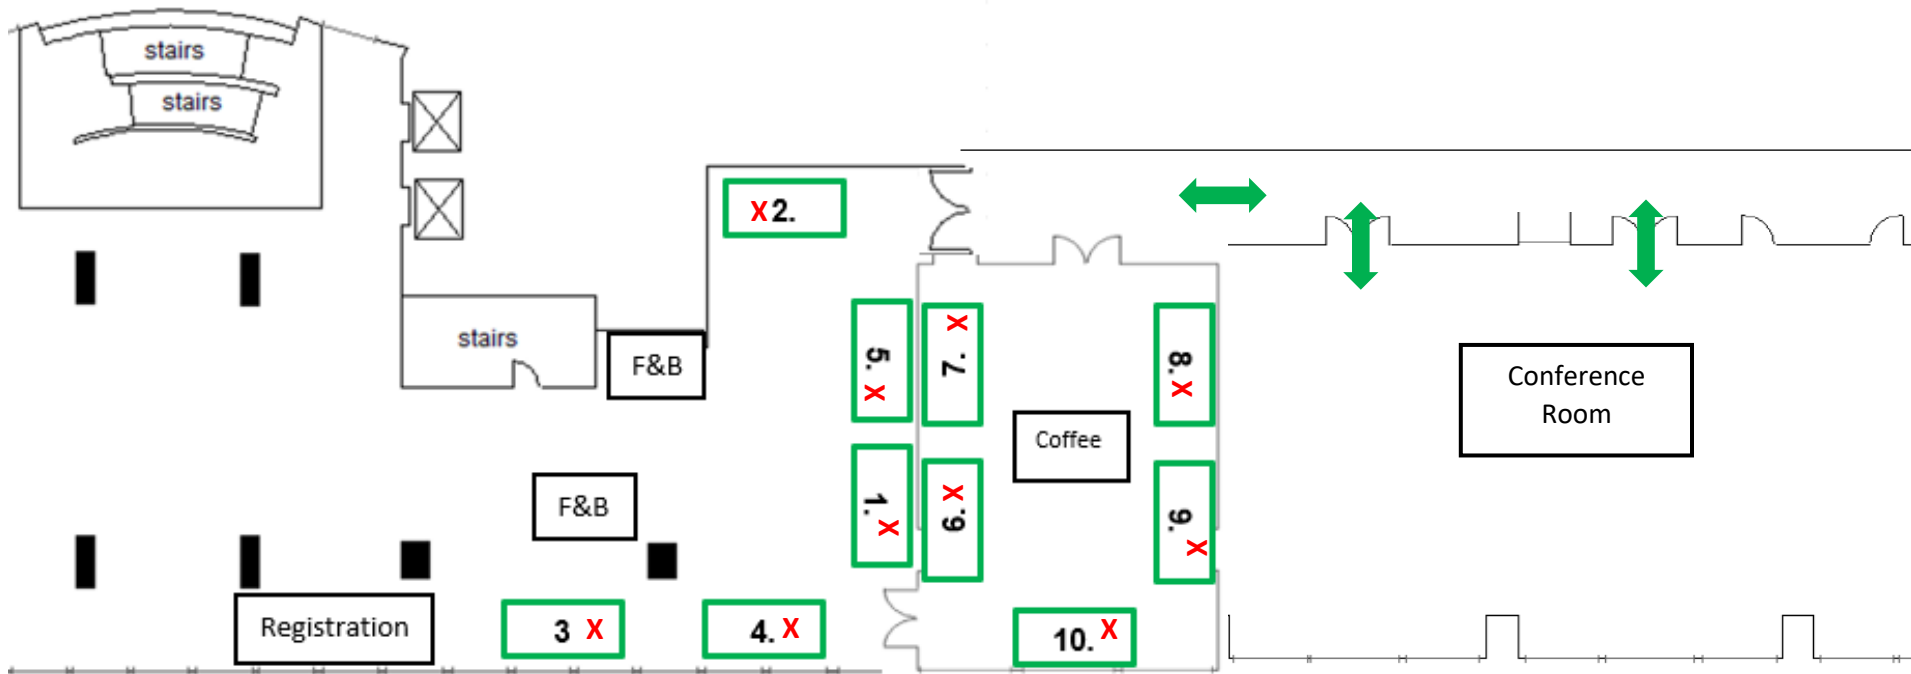 stairs
stairs
X 2.
stairs
F&B
5. X
7. X
8. X
Conference
Room
Coffee
F&B
1. X
6. X
9. X
Registration
3 X
4. X
10. X